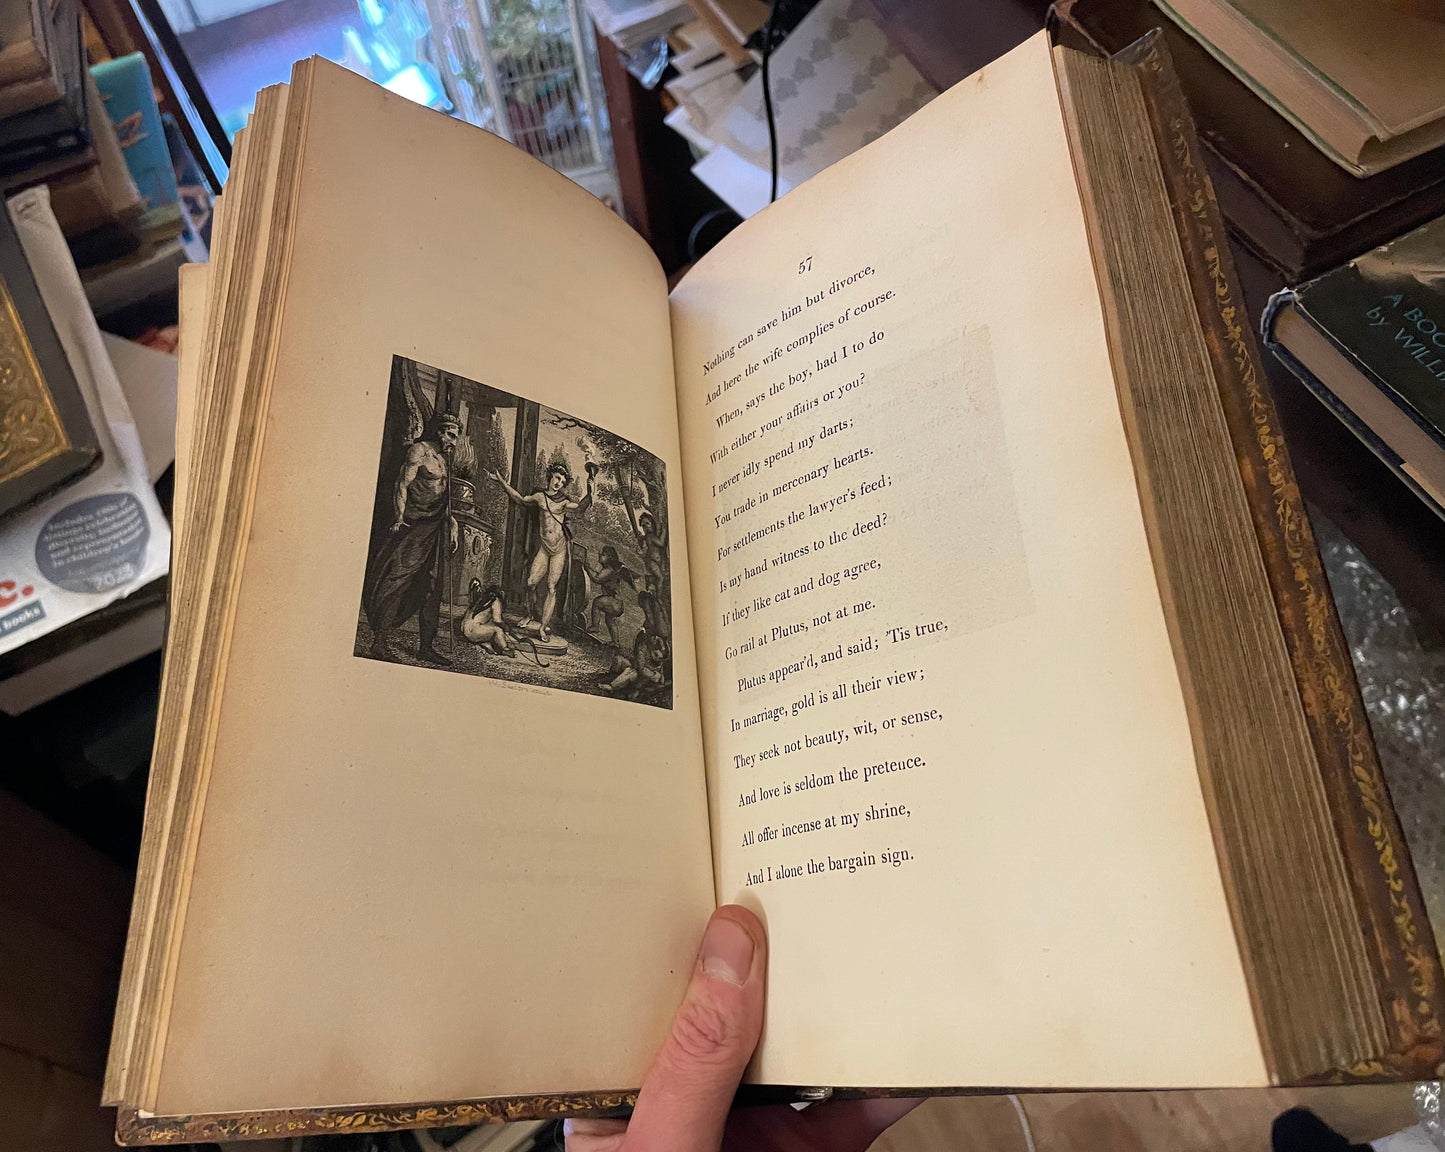 57
Nothing can save him but divorce,
And here the wife complies of course.
When, says the boy, had I to do
With either your affairs or you?
I never idly spend my darts;
You trade in mercenary hearts.
For settlements the lawyer's feed;
Is my hand witness to the deed?
If they like cat and dog agree,
Go rail at Plutus, not at me.
Plutus appear'd, and said; 'Tis true,
In marriage, gold is all their view;
They seek not beauty, wit, or sense,
And love is seldom the pretence.
All offer incense at my shrine,
And I alone the bargain sign.
A BOO
by WILLI
c.
books